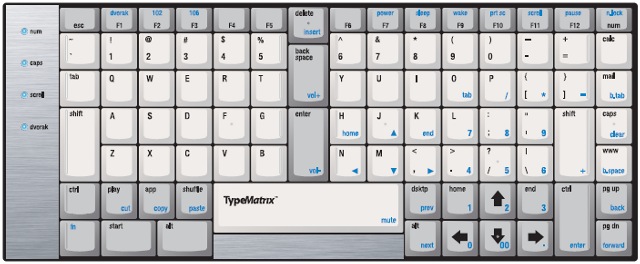 dvorak 102 106 delete power sleep wake prt sc scroll pause n.lock
esc F1 F2 F3 F4 F5 insert F6 F7 F8 F9 F10 F11 F12 num
num
~ ! @ # $ % back space ^ & * ( ) – + calc
` 1 2 3 4 5 6 7 8 9 0 - =
caps
tab Q W E R T vel+ Y U I O P { } mail
tab / [ * ] = b.tab
scroll
shift A S D F G enter H J K L : " shift caps
home ▲ end 7 ; 8 ' 9 clear
dvorak
Z X C V B vel- N M < > ? | www
◄ ▼ , ► . 4 / 5 \ 6 + b.space
ctrl play app shuffle TypeMatrix™ dsktp home end ctrl pg up
cut copy paste prev 1 2 3 back
fn start alt mute alt pg dn
next 0 00 . enter forward